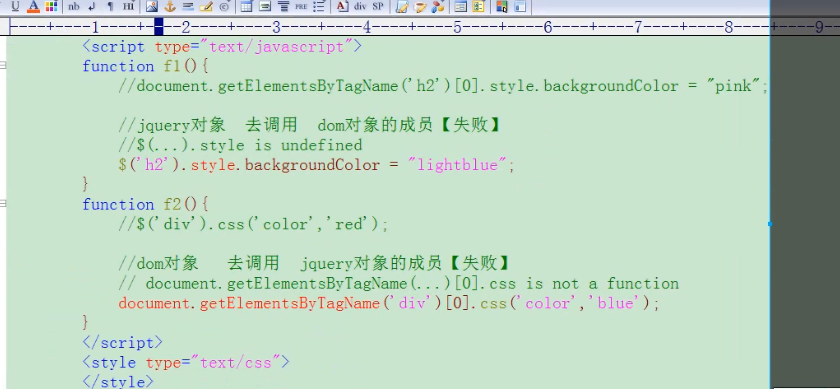 U A nb ¶ Hi PRE A div SP
----+----1----+----2----+----3----+----4----+----5----+----6----+----7----+----8----+----9--
<script type="text/javascript">
function f1(){
//document.getElementsByTagName('h2')[0].style.backgroundColor = "pink";
//jquery对象 去调用 dom对象的成员【失败】
//$(...).style is undefined
$('h2').style.backgroundColor = "lightblue";
}
function f2(){
//$('div').css('color','red');
//dom对象 去调用 jquery对象的成员【失败】
// document.getElementsByTagName(...)[0].css is not a function
document.getElementsByTagName('div')[0].css('color','blue');
}
</script>
<style type="text/css">
</style>